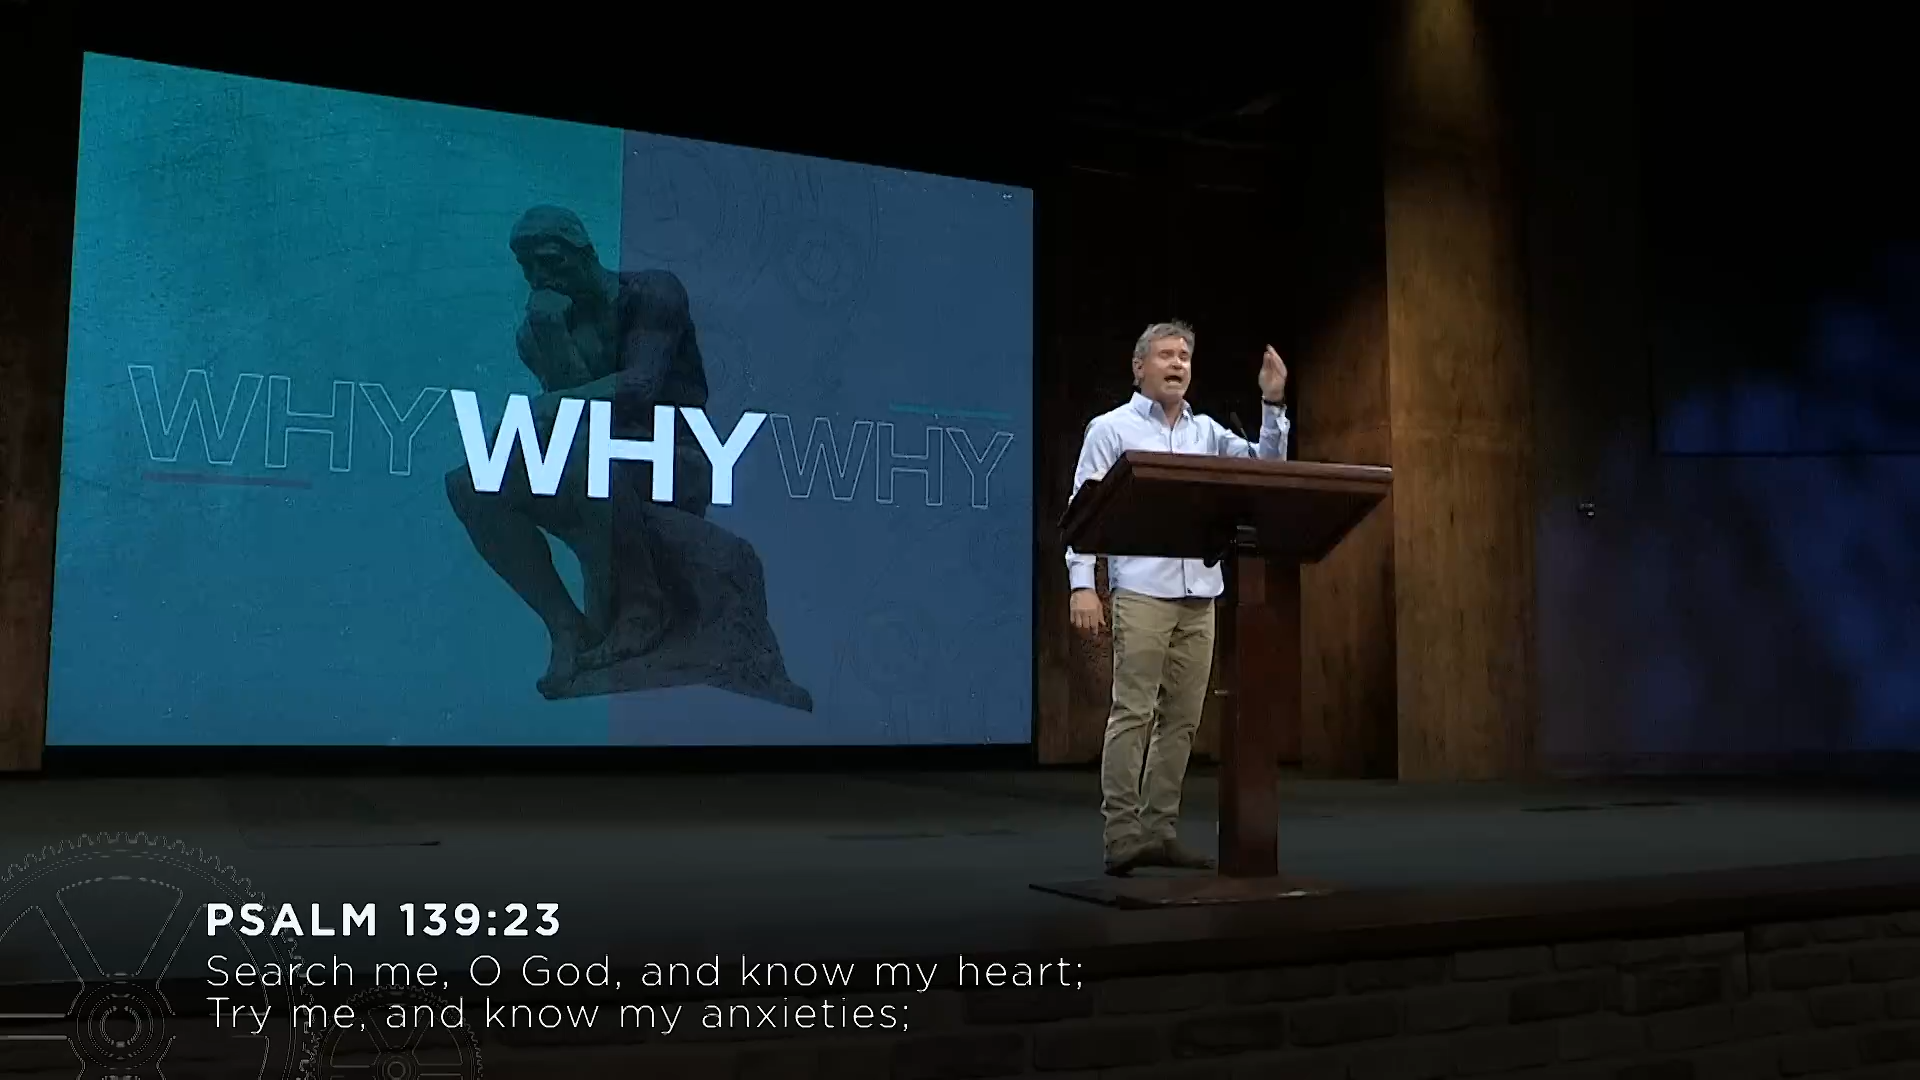 WHY WHY WHY
PSALM 139:23
Search me, O God, and know my heart;
Try me, and know my anxieties;